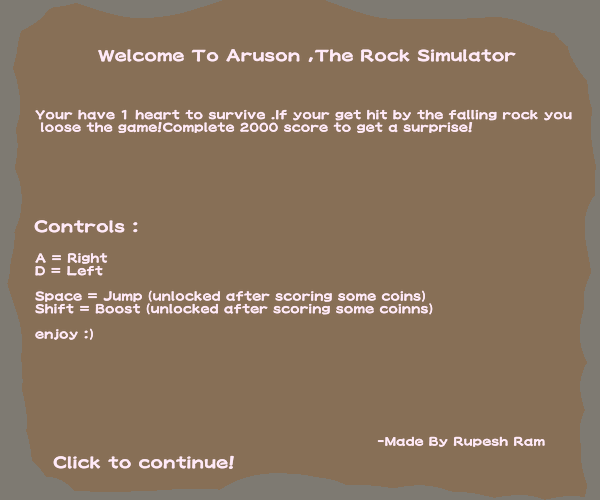 Welcome To Aruson ,The Rock Simulator
Your have 1 heart to survive .If your get hit by the falling rock you
loose the game!Complete 2000 score to get a surprise!
Controls :
A = Right
D = Left
Space = Jump (unlocked after scoring some coins)
Shift = Boost (unlocked after scoring some coinns)
enjoy :)
-Made By Rupesh Ram
Click to continue!